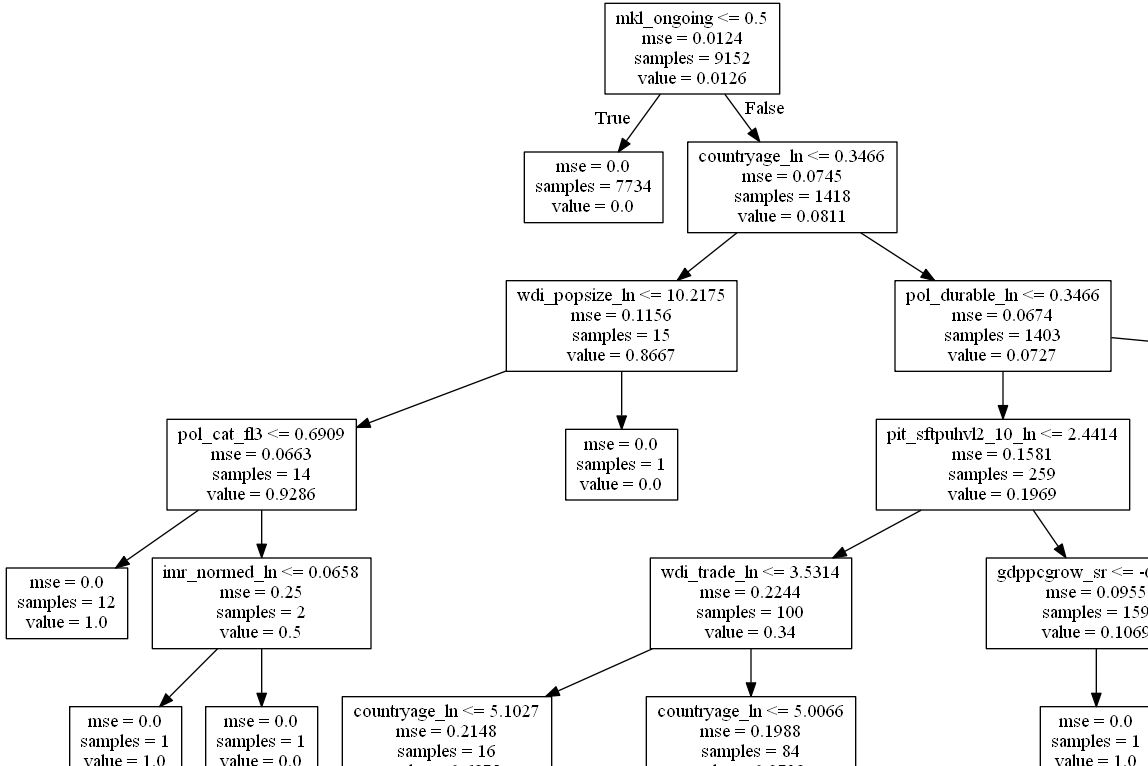 mkl_ongoing <= 0.5
mse = 0.0124
samples = 9152
value = 0.0126
True
False
mse = 0.0
samples = 7734
value = 0.0
countryage_ln <= 0.3466
mse = 0.0745
samples = 1418
value = 0.0811
wdi_popsize_ln <= 10.2175
mse = 0.1156
samples = 15
value = 0.8667
pol_durable_ln <= 0.3466
mse = 0.0674
samples = 1403
value = 0.0727
pol_cat_fl3 <= 0.6909
mse = 0.0663
samples = 14
value = 0.9286
mse = 0.0
samples = 1
value = 0.0
pit_sftpuhvl2_10_ln <= 2.4414
mse = 0.1581
samples = 259
value = 0.1969
mse = 0.0
samples = 12
value = 1.0
imr_normed_ln <= 0.0658
mse = 0.25
samples = 2
value = 0.5
wdi_trade_ln <= 3.5314
mse = 0.2244
samples = 100
value = 0.34
gdppcgrow_sr <=
mse = 0.0955
samples = 159
value = 0.1069
mse = 0.0
samples = 1
value = 1.0
mse = 0.0
samples = 1
value = 0.0
countryage_ln <= 5.1027
mse = 0.2148
samples = 16
countryage_ln <= 5.0066
mse = 0.1988
samples = 84
mse = 0.0
samples = 1
value = 1.0